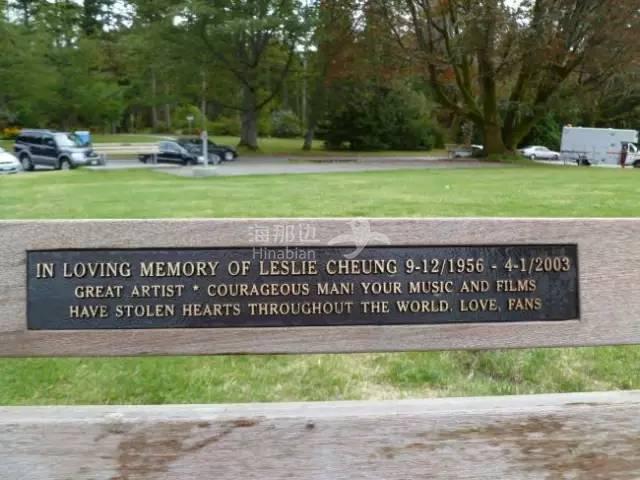 海那边
Hinabian
IN LOVING MEMORY OF LESLIE CHEUNG 9-12/1956 - 4-1/2003
GREAT ARTIST * COURAGEOUS MAN! YOUR MUSIC AND FILMS
HAVE STOLEN HEARTS THROUGHOUT THE WORLD, LOVE, FANS